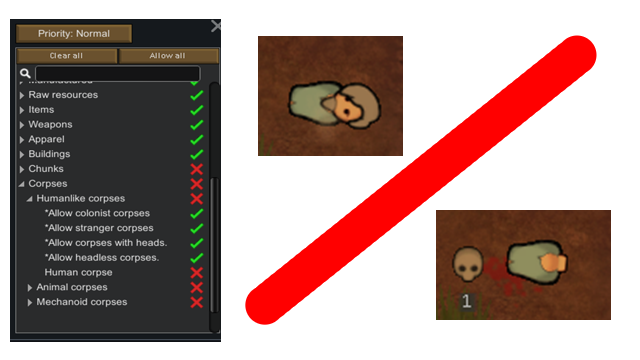 Priority: Normal
Clear all
Allow all
Manufactured
Raw resources
Items
Weapons
Apparel
Buildings
Chunks
Corpses
Humanlike corpses
*Allow colonist corpses
*Allow stranger corpses
*Allow corpses with heads.
*Allow headless corpses.
Human corpse
Animal corpses
Mechanoid corpses
1